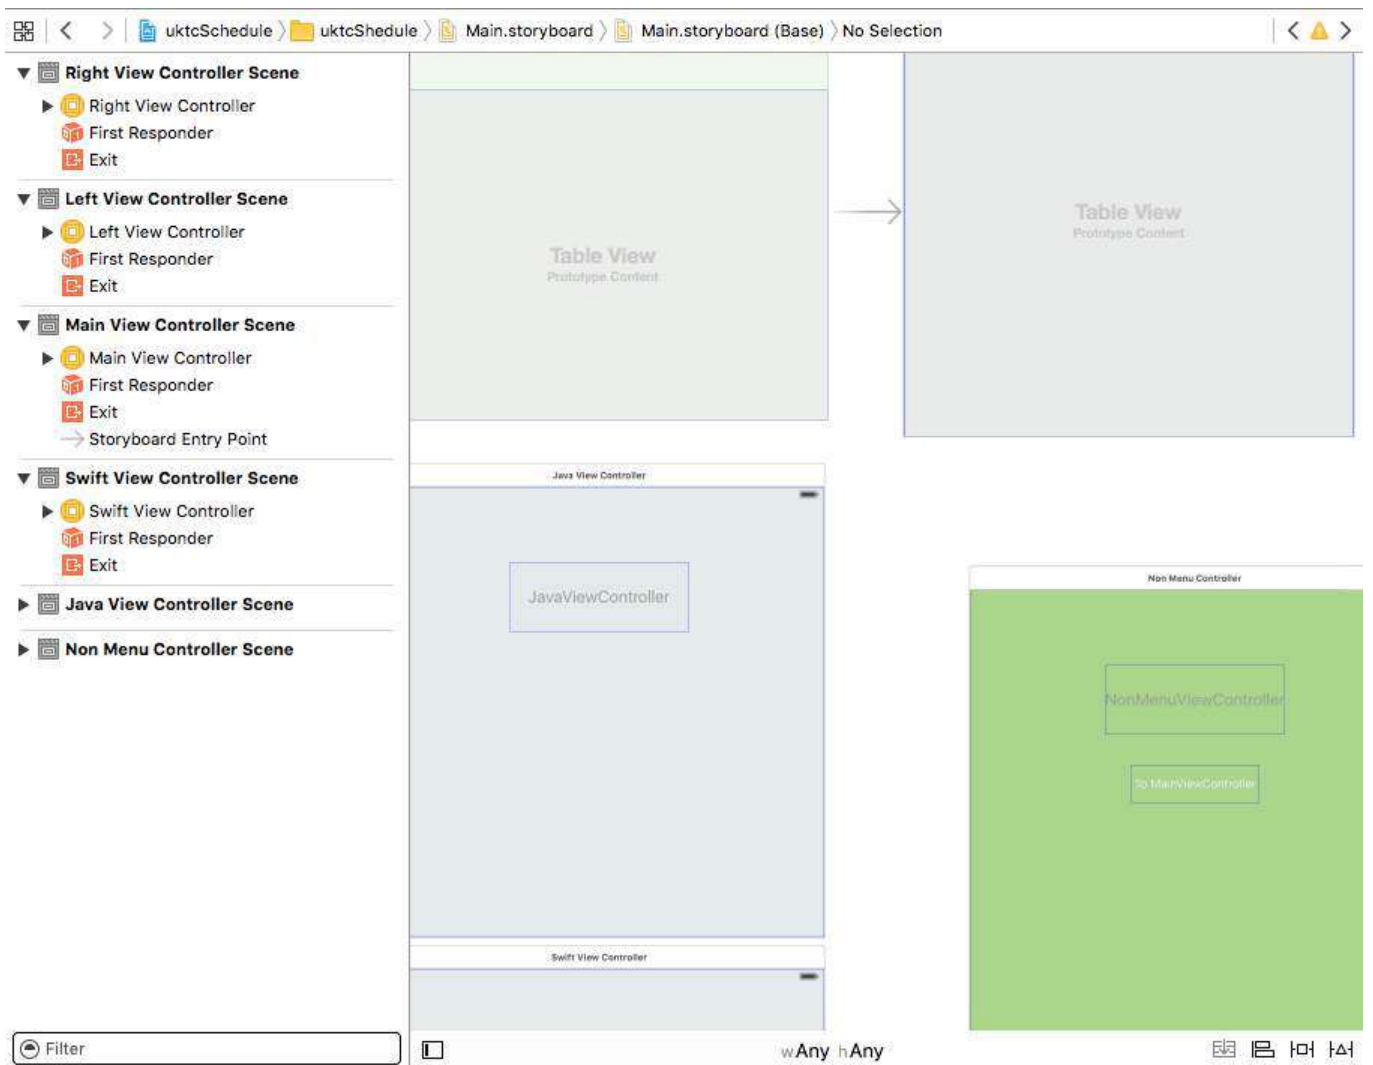 uktcSchedule uktcShedule Main.storyboard Main.storyboard (Base) No Selection
Right View Controller Scene
Right View Controller
First Responder
Exit
Left View Controller Scene
Left View Controller
First Responder
Exit
Main View Controller Scene
Main View Controller
First Responder
Exit
Storyboard Entry Point
Swift View Controller Scene
Swift View Controller
First Responder
Exit
Java View Controller Scene
Non Menu Controller Scene
Filter
Table View
Prototype Content
Table View
Prototype Content
Java View Controller
JavaViewController
Non Menu Controller
NonMenuViewController
To MainViewController
Swift View Controller
wAny hAny